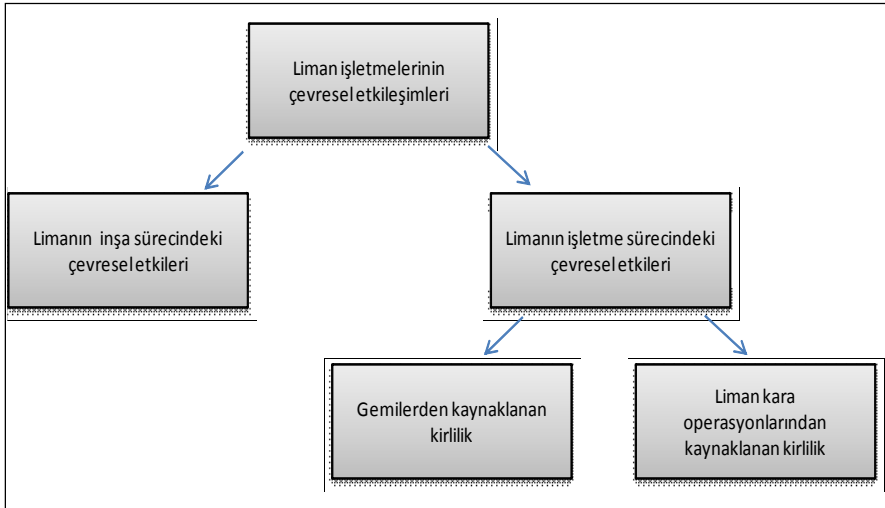 Liman işletmelerinin
çevresel etkileşimleri
Limanın inşa sürecindeki
çevresel etkileri
Limanın işletme sürecindeki
çevresel etkileri
Gemilerden kaynaklanan
kirlilik
Liman kara
operasyonlarından
kaynaklanan kirlilik